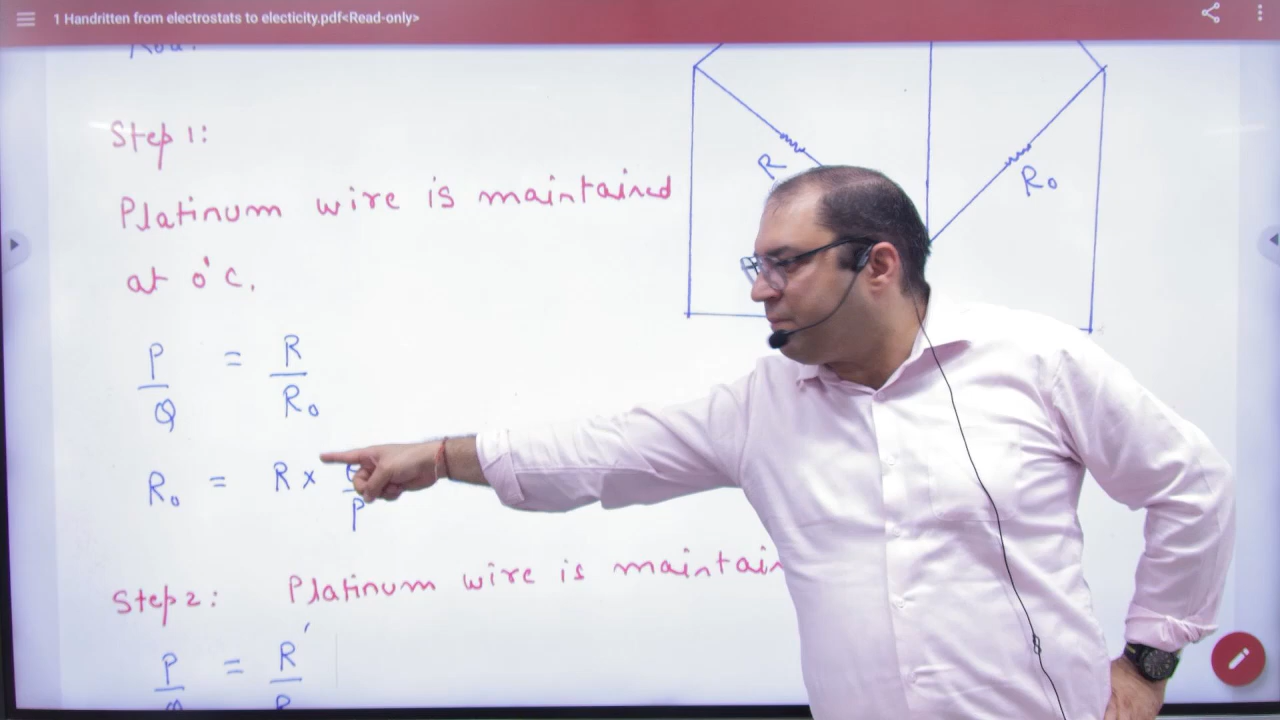 1 Handritten from electrostats to electicity.pdf<Read-only>
Step 1:
Platinum wire is maintained
at 0°C.
P/Q = R/R₀
R₀ = R ×
P
Step 2: Platinum wire is
P = R'
R
R₀